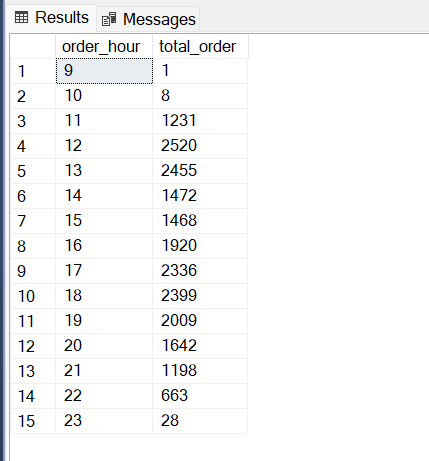 Results Messages
order_hour total_order
1 9 1
2 10 8
3 11 1231
4 12 2520
5 13 2455
6 14 1472
7 15 1468
8 16 1920
9 17 2336
10 18 2399
11 19 2009
12 20 1642
13 21 1198
14 22 663
15 23 28